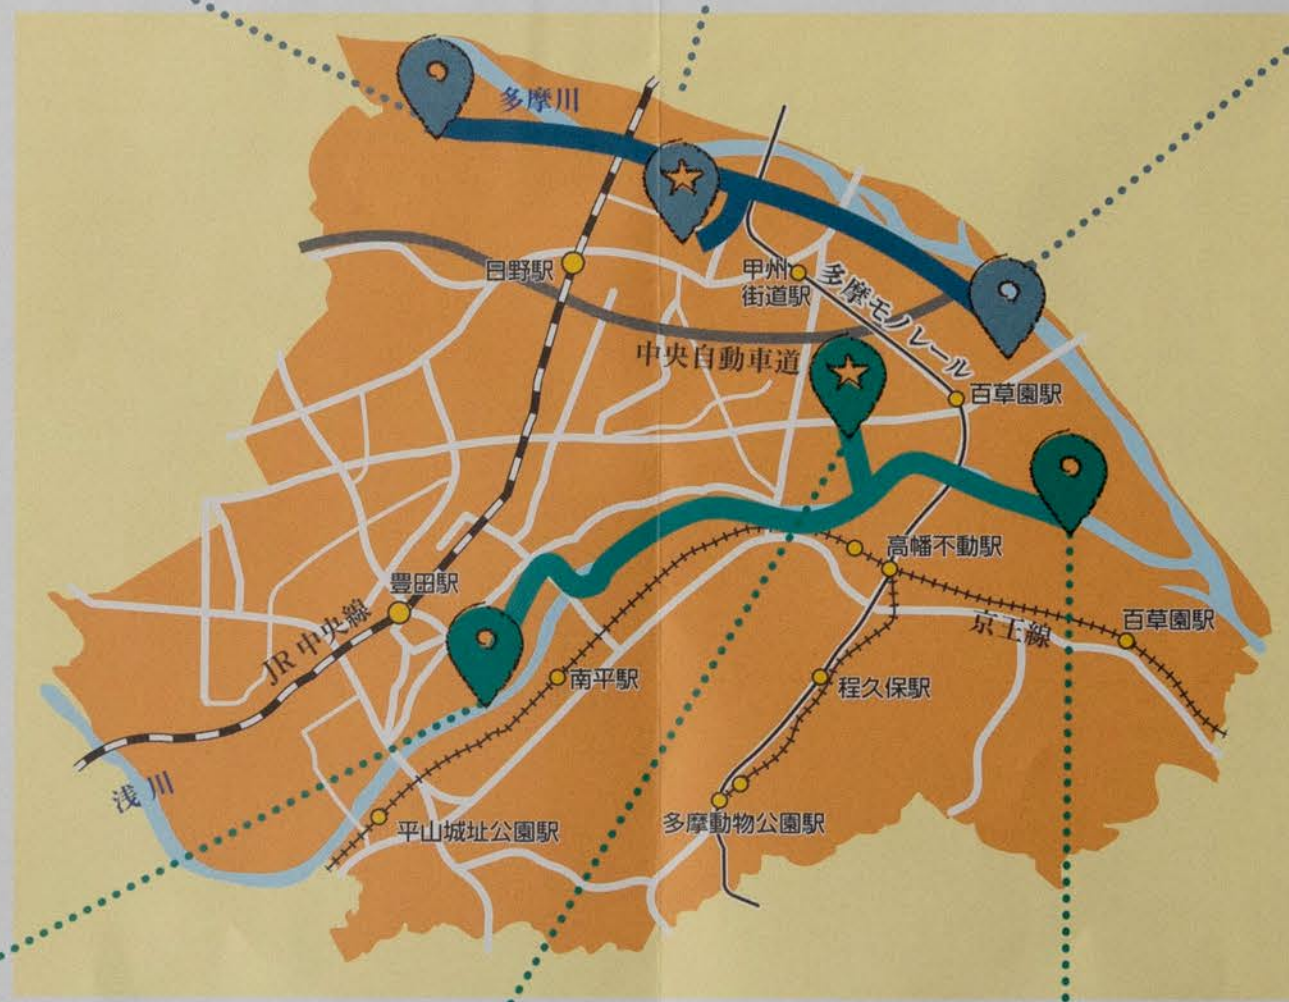 多摩川
日野駅
甲州
街道駅
多摩モノレール
中央自動車道
百草園駅
高幡不動駅
豊田駅
JR中央線
京王線
百草園駅
南平駅
程久保駅
浅川
平山城址公園駅
多摩動物公園駅